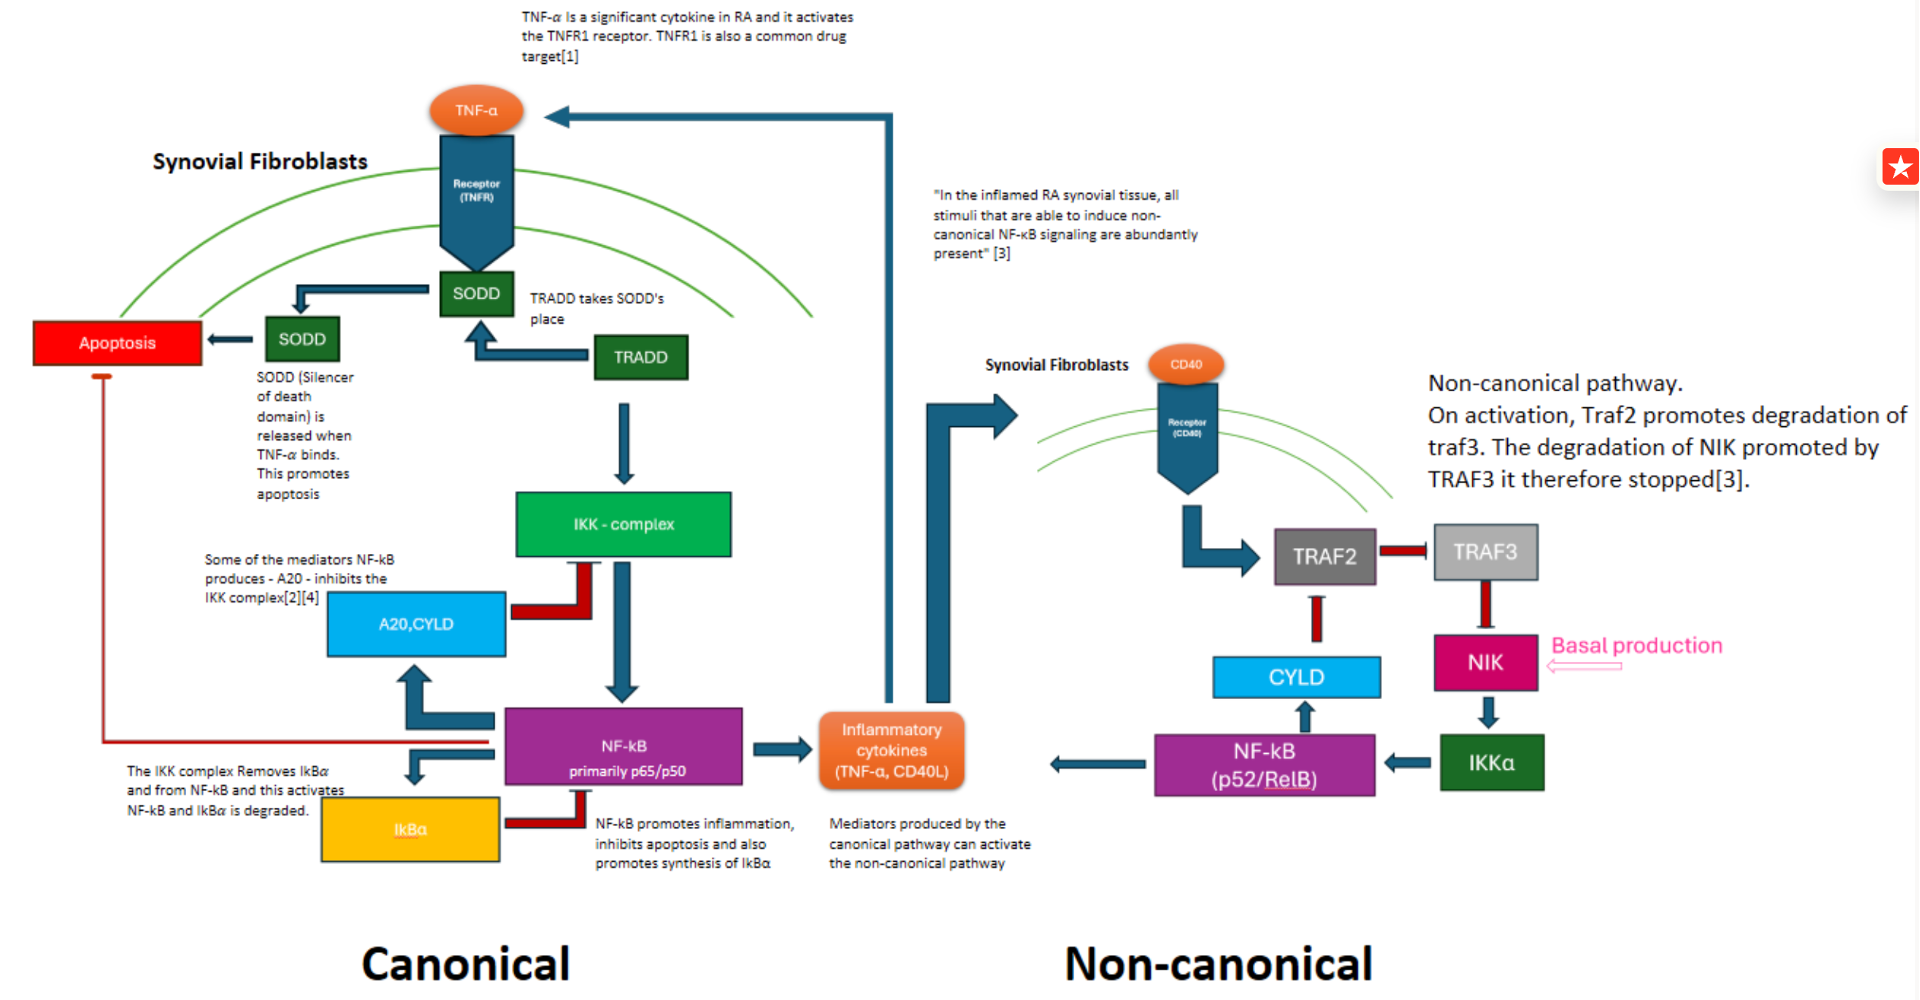 TNF-α Is a significant cytokine in RA and it activates
the TNFR1 receptor. TNFR1 is also a common drug
target[1]
TNF-α
Synovial Fibroblasts
Receptor
(TNFR)
SODD
TRADD takes SODD's
place
SODD
Apoptosis
TRADD
SODD (Silencer
of death
domain) is
released when
TNF-α binds.
This promotes
apoptosis
IKK - complex
Some of the mediators NF-kB
produces - A20 - inhibits the
IKK complex[2][4]
A20,CYLD
NF-kB
primarily p65/p50
Inflammatory
cytokines
(TNF-α, CD40L)
The IKK complex Removes IkBα
and from NF-kB and this activates
NF-kB and IkBα is degraded.
IkBα
NF-kB promotes inflammation,
inhibits apoptosis and also
promotes synthesis of IkBα
Mediators produced by the
canonical pathway can activate
the non-canonical pathway
Canonical
"In the inflamed RA synovial tissue, all
stimuli that are able to induce non-
canonical NF-κB signaling are abundantly
present" [3]
Synovial Fibroblasts
CD40
Receptor
(CD40)
Non-canonical pathway.
On activation, Traf2 promotes degradation of
traf3. The degradation of NIK promoted by
TRAF3 it therefore stopped[3].
TRAF2
TRAF3
NIK
Basal production
CYLD
NF-kB
(p52/RelB)
IKKα
Non-canonical